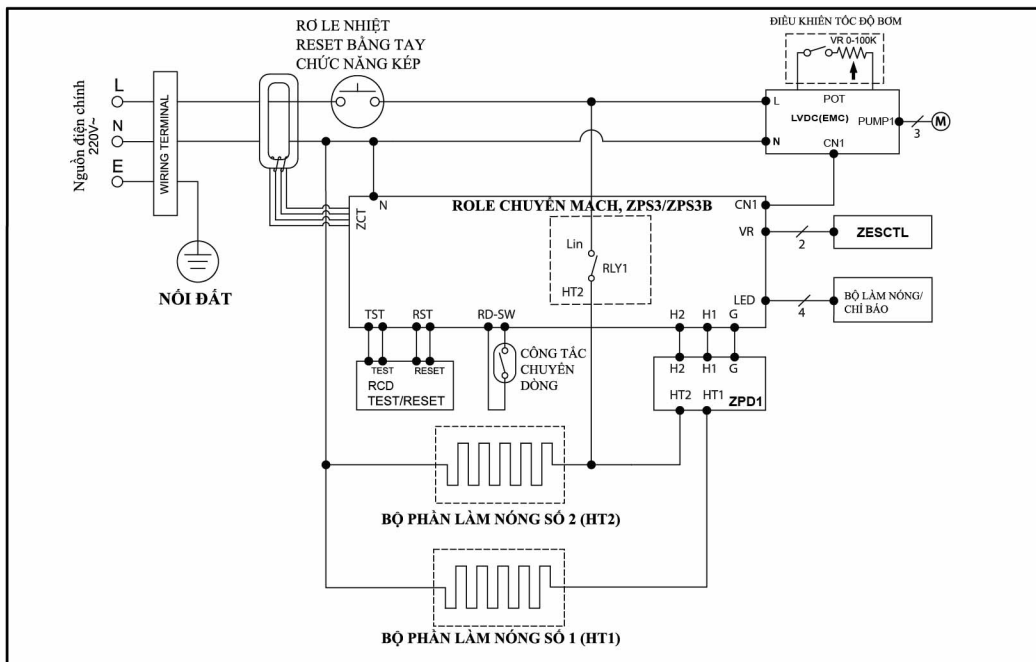 RƠ LE NHIỆT
RESET BẰNG TAY
CHỨC NĂNG KÉP
ĐIỀU KHIỂN TỐC ĐỘ BƠM
VR 0-100K
Nguồn điện chính
220V~
L
N
E
WIRING TERMINAL
L
N
POT
LVDC(EMC)
PUMP1
CN1
3
M
NỐI ĐẤT
ZCT
N
ROLE CHUYỂN MẠCH, ZPS3/ZPS3B
CN1
VR
2
ZESCTL
Lin
RLY1
HT2
LED
4
BỘ LÀM NÓNG/
CHỈ BÁO
TST
RST
RD-SW
H2
H1
G
TEST
RESET
RCD
TEST/RESET
CÔNG TẮC
CHUYỂN
DÒNG
H2
H1
G
HT2
HT1
ZPD1
BỘ PHẬN LÀM NÓNG SỐ 2 (HT2)
BỘ PHẬN LÀM NÓNG SỐ 1 (HT1)